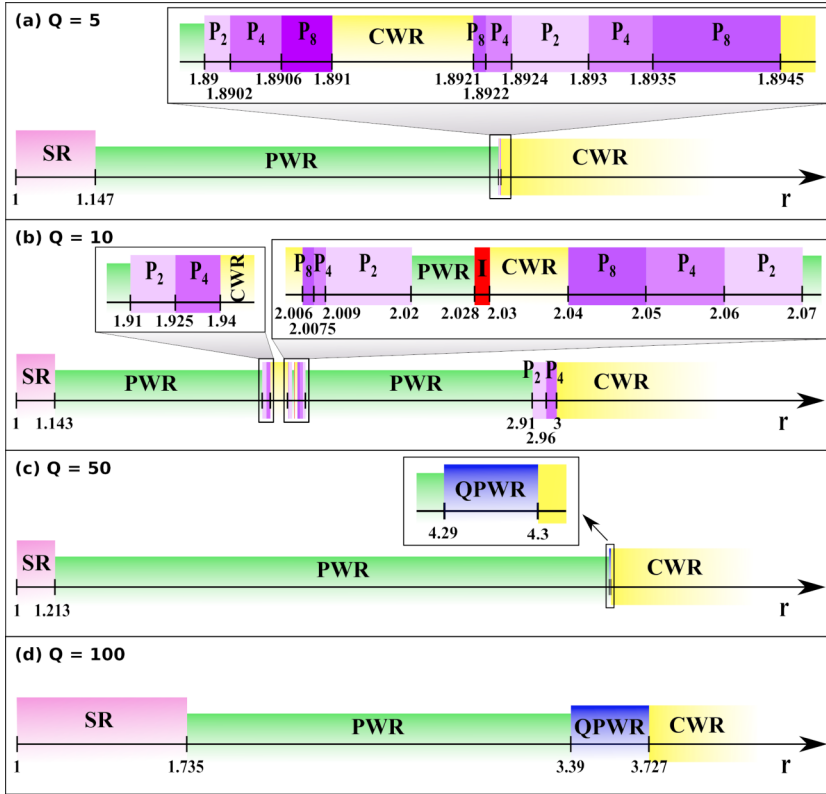 (a) Q = 5
P2 P4 P8 CWR P8 P4 P2 P4 P8
1.89 1.8906 1.891 1.8921 1.8924 1.893 1.8935 1.8945
1.8902 1.8922
SR PWR CWR
1 1.147 r
(b) Q = 10
P2 P4 CWR
1.91 1.925 1.94
P8 P4 P2 PWR I CWR P8 P4 P2
2.006 2.009 2.02 2.028 2.03 2.04 2.05 2.06 2.07
2.0075
SR PWR PWR P2 P4 CWR
1 1.143 2.91 3 r
2.96
(c) Q = 50
QPWR
4.29 4.3
SR PWR CWR
1 1.213 r
(d) Q = 100
SR PWR QPWR CWR
1 1.735 3.39 3.727 r